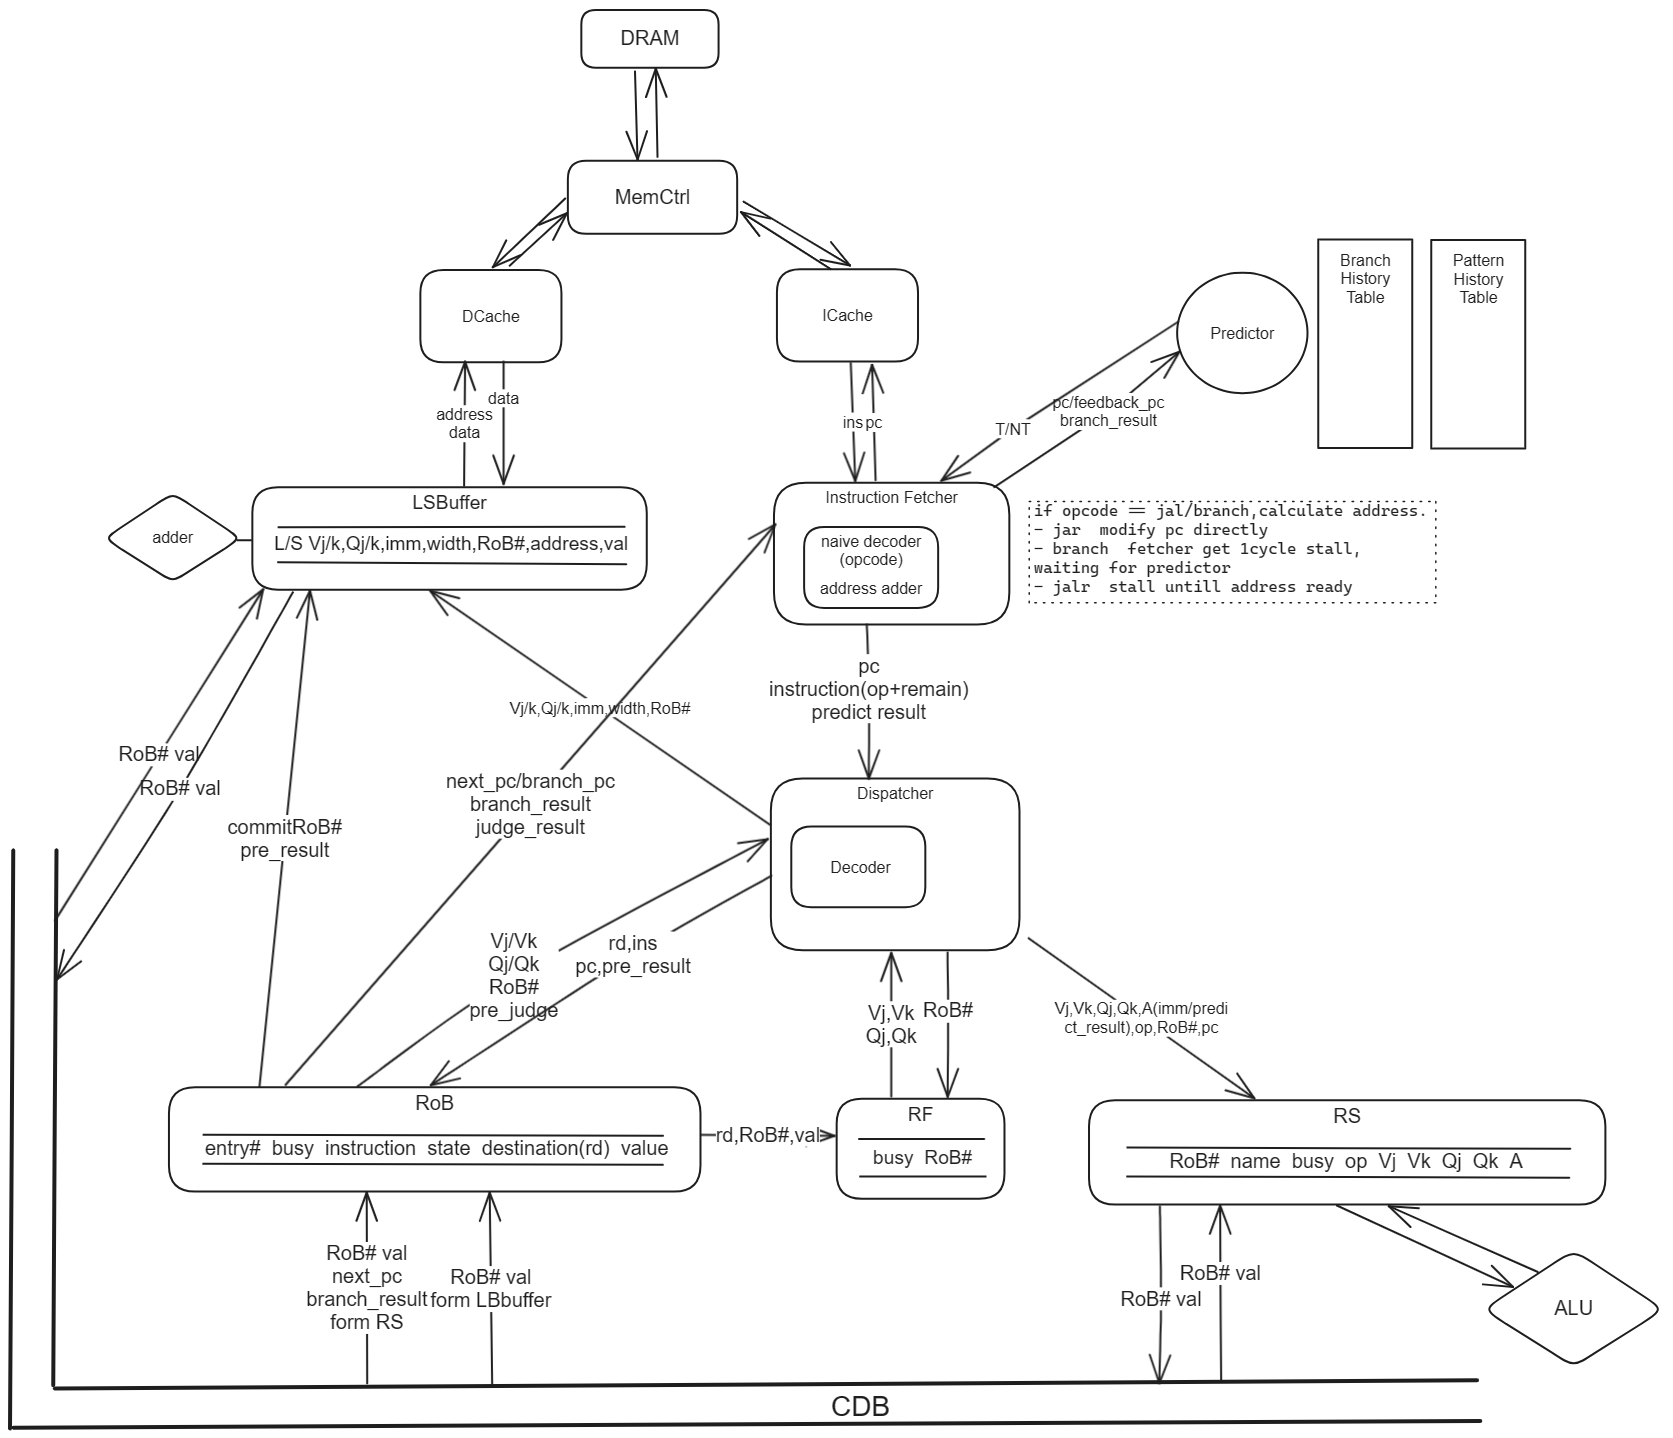 DRAM
MemCtrl
DCache
ICache
Predictor
Branch
History
Table
Pattern
History
Table
address
data
data
ins
pc
T/NT
pc/feedback_pc
branch_result
LSBuffer
L/S Vj/k,Qj/k,imm,width,RoB#,address,val
adder
Instruction Fetcher
naive decoder
(opcode)
address adder
if opcode == jal/branch,calculate address.
- jar modify pc directly
- branch fetcher get 1cycle stall,
waiting for predictor
- jalr stall untill address ready
pc
instruction(op+remain)
predict result
Vj/k,Qj/k,imm,width,RoB#
RoB# val
RoB# val
commitRoB#
pre_result
next_pc/branch_pc
branch_result
judge_result
Dispatcher
Decoder
Vj/Vk
Qj/Qk
RoB#
pre_judge
rd,ins
pc,pre_result
Vj,Vk
Qj,Qk
RoB#
Vj,Vk,Qj,Qk,A(imm/predi
ct_result),op,RoB#,pc
RoB
entry# busy instruction state destination(rd) value
rd,RoB#,val
RF
busy RoB#
RS
RoB# name busy op Vj Vk Qj Qk A
RoB# val
next_pc
branch_result
form RS
RoB# val
form LBbuffer
RoB# val
RoB# val
ALU
CDB